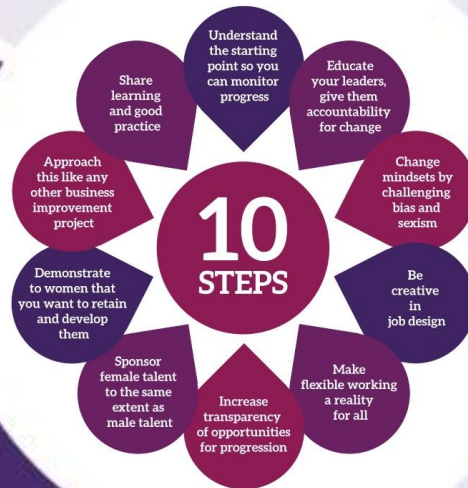 Understand
the starting
point so you
can monitor
progress
Educate
your leaders,
give them
accountability
for change
Change
mindsets by
challenging
bias and
sexism
Be
creative
in
job design
Make
flexible working
a reality
for all
Increase
transparency
of opportunities
for progression
Sponsor
female talent
to the same
extent as
male talent
Demonstrate
to women that
you want to retain
and develop
them
Approach
this like any
other business
improvement
project
Share
learning
and good
practice
10
STEPS